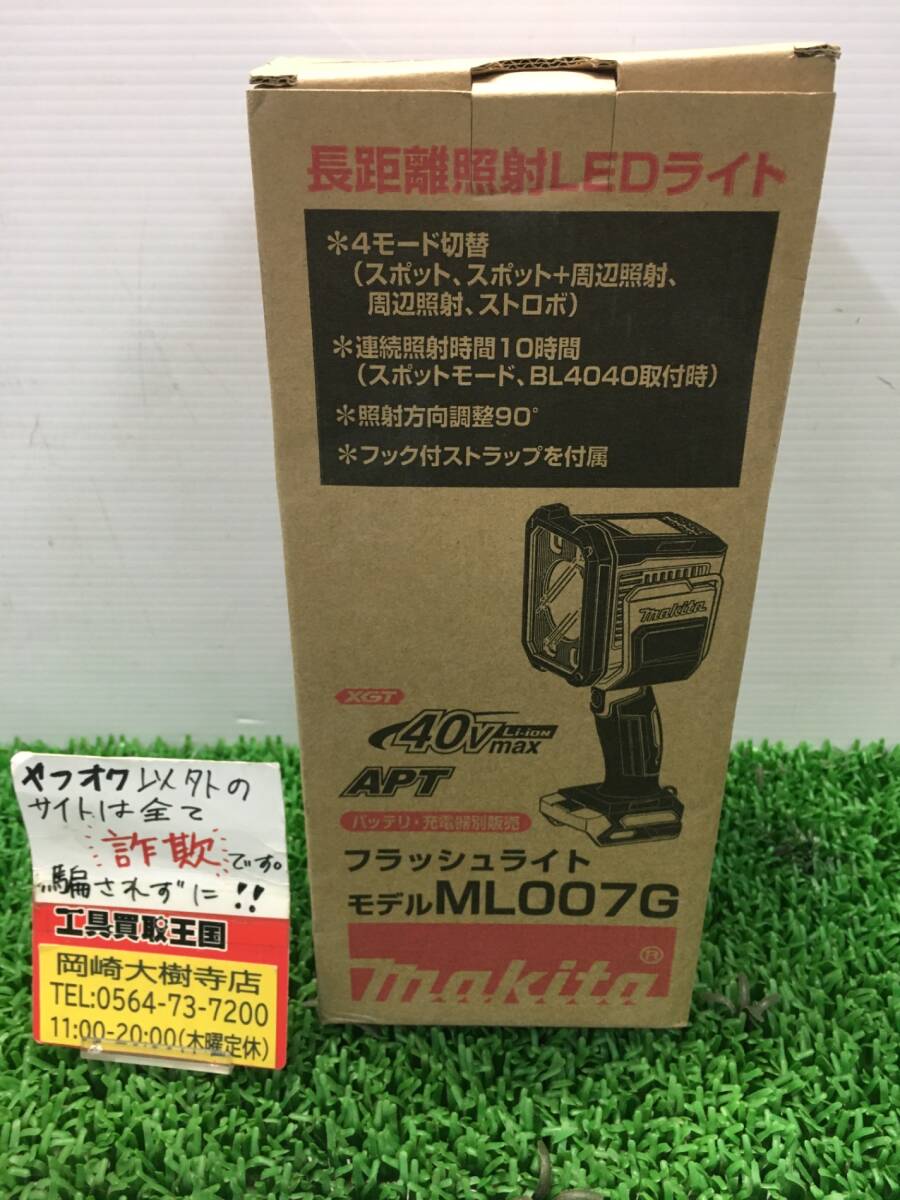 長距離照射LEDライト
＊4モード切替
(スポット、スポット+周辺照射、
周辺照射、ストロボ)
＊連続照射時間10時間
(スポットモード、BL4040取付時)
＊照射方向調整90°
＊フック付ストラップを付属
makita
XGT
40Vmax Li-ion
APT
バッテリ・充電器別販売
フラッシュライト
モデルML007G
makita®
ヤフオク以外の
サイトは全て
詐欺です。
騙されずに!!
工具買取王国
岡崎大樹寺店
TEL:0564-73-7200
11:00-20:00(木曜定休)